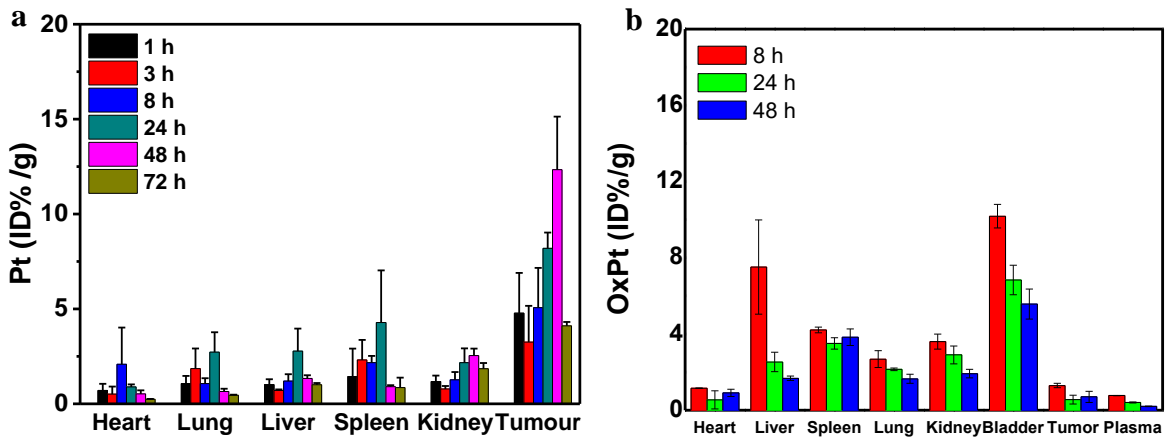 a
20
15
10
5
0
Pt (ID% /g)
1 h
3 h
8 h
24 h
48 h
72 h
Heart Lung Liver Spleen Kidney Tumour
b
20
16
12
8
4
0
OxPt (ID%/g)
8 h
24 h
48 h
Heart Liver Spleen Lung Kidney Bladder Tumor Plasma